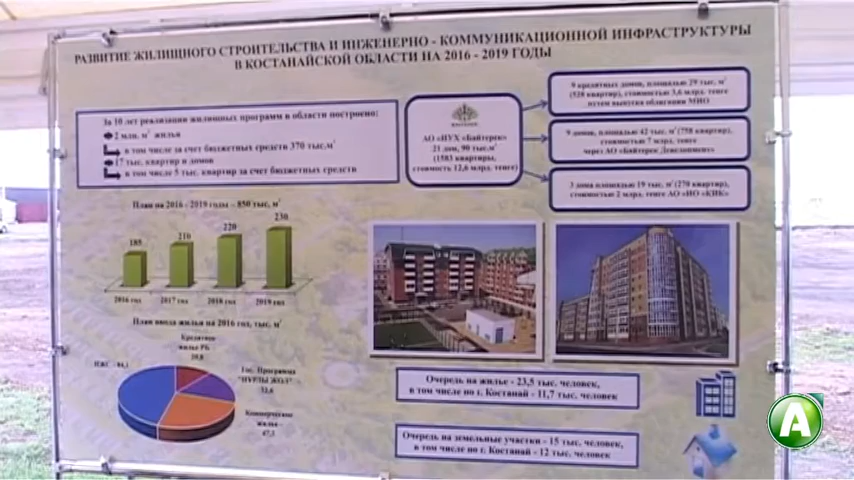 РАЗВИТИЕ ЖИЛИЩНОГО СТРОИТЕЛЬСТВА И ИНЖЕНЕРНО - КОММУНИКАЦИОННОЙ ИНФРАСТРУКТУРЫ
В КОСТАНАЙСКОЙ ОБЛАСТИ НА 2016 - 2019 ГОДЫ
За 10 лет реализации жилищных программ в области построено:
2 млн. м² жилья
в том числе за счет бюджетных средств 370 тыс.м²
17 тыс. квартир и домов
в том числе 5 тыс. квартир за счет бюджетных средств
АО «НУХ «Байтерек»
21 дом, 90 тыс.м²
(1583 квартиры,
стоимость 12,6 млрд. тенге)
9 кредитных домов, площадью 29 тыс. м²
(528 квартир), стоимостью 3,6 млрд. тенге
путем выпуска облигации МИО
9 домов, площадью 42 тыс. м² (758 квартир),
стоимостью 7 млрд. тенге
через АО «Байтерек Девелопмент»
3 дома площадью 19 тыс. м² (270 квартир),
стоимостью 2 млрд. тенге АО «ИО «КИК»
План на 2016 - 2019 годы – 850 тыс. м²
185
210
220
230
2016 год
2017 год
2018 год
2019 год
План ввода жилья на 2016 год, тыс. м²
Кредитное
жилье РБ
ИЖС
Гос. Программа
"НУРЛЫ ЖОЛ"
Коммерческое
жилье -
47,3
Очередь на жилье - 23,5 тыс. человек,
в том числе по г. Костанай - 11,7 тыс. человек
Очередь на земельные участки - 15 тыс. человек,
в том числе по г. Костанай - 12 тыс. человек
А